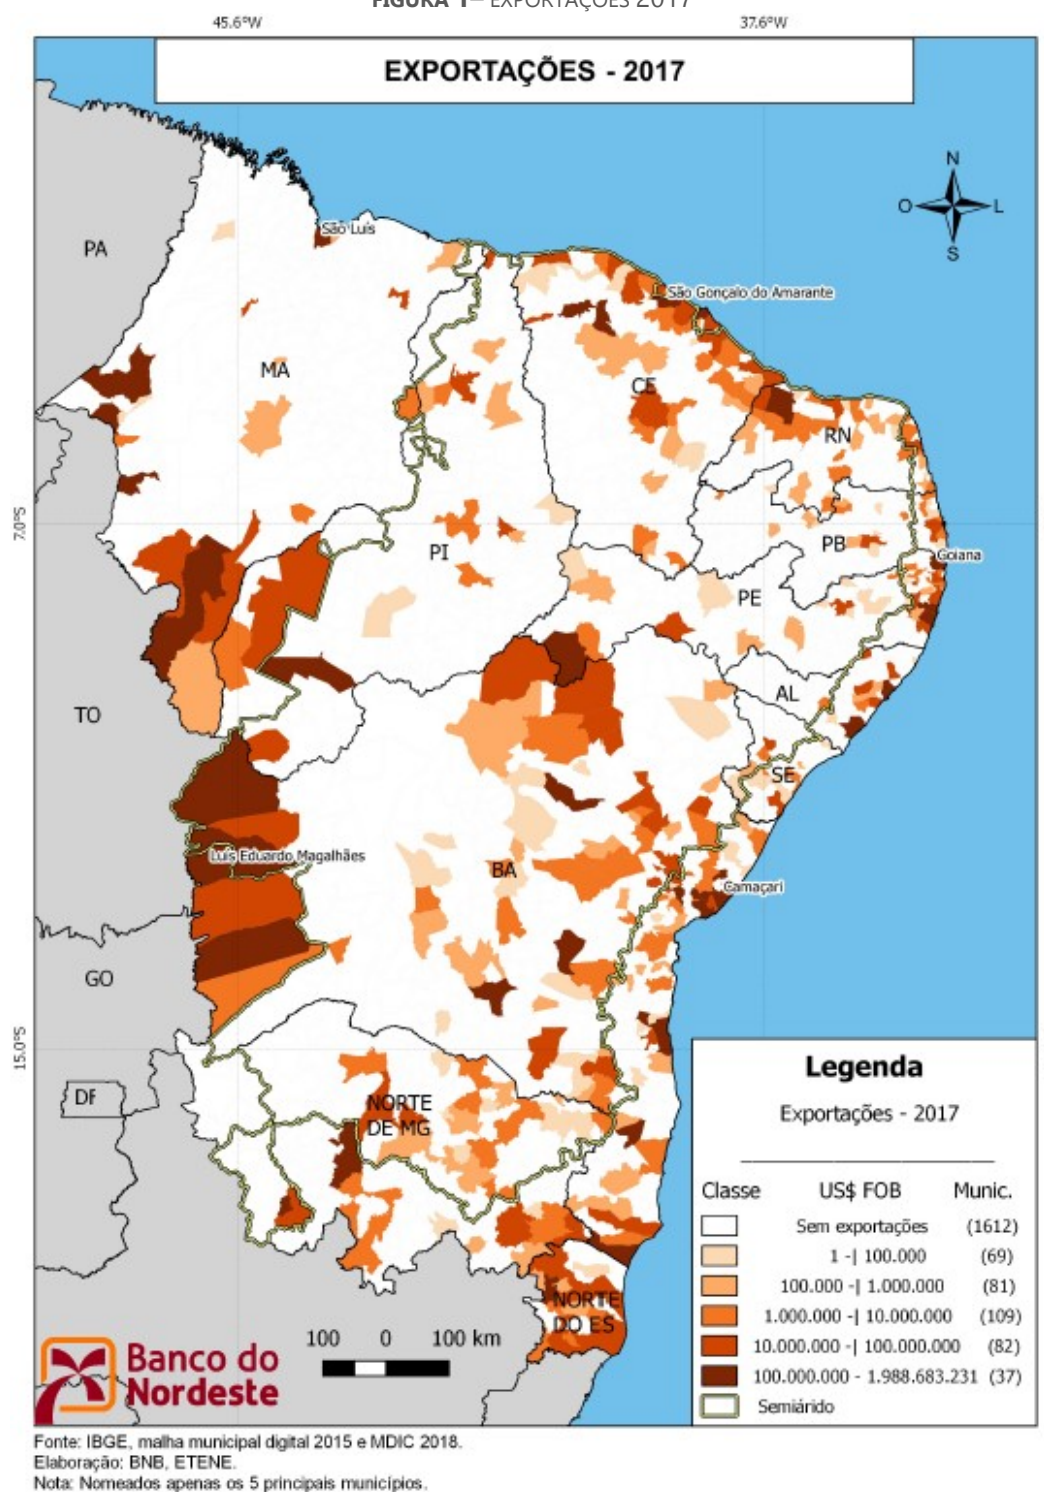 FIGURA 1– EXPORTAÇÕES 2017
45.6°W
37.6°W
EXPORTAÇÕES - 2017
N
O
L
S
PA
São Luís
São Gonçalo do Amarante
MA
CE
RN
7.0°S
PI
PB
Goiana
PE
TO
AL
SE
Luís Eduardo Magalhães
BA
Camaçari
GO
15.0°S
DF
NORTE
DE MG
NORTE
DO ES
Legenda
Exportações - 2017
Classe US$ FOB Munic.
Sem exportações (1612)
1 -| 100.000 (69)
100.000 -| 1.000.000 (81)
1.000.000 -| 10.000.000 (109)
10.000.000 -| 100.000.000 (82)
100.000.000 - 1.988.683.231 (37)
Semiárido
100 0 100 km
Banco do
Nordeste
Fonte: IBGE, malha municipal digital 2015 e MDIC 2018.
Elaboração: BNB, ETENE.
Nota: Nomeados apenas os 5 principais municípios.